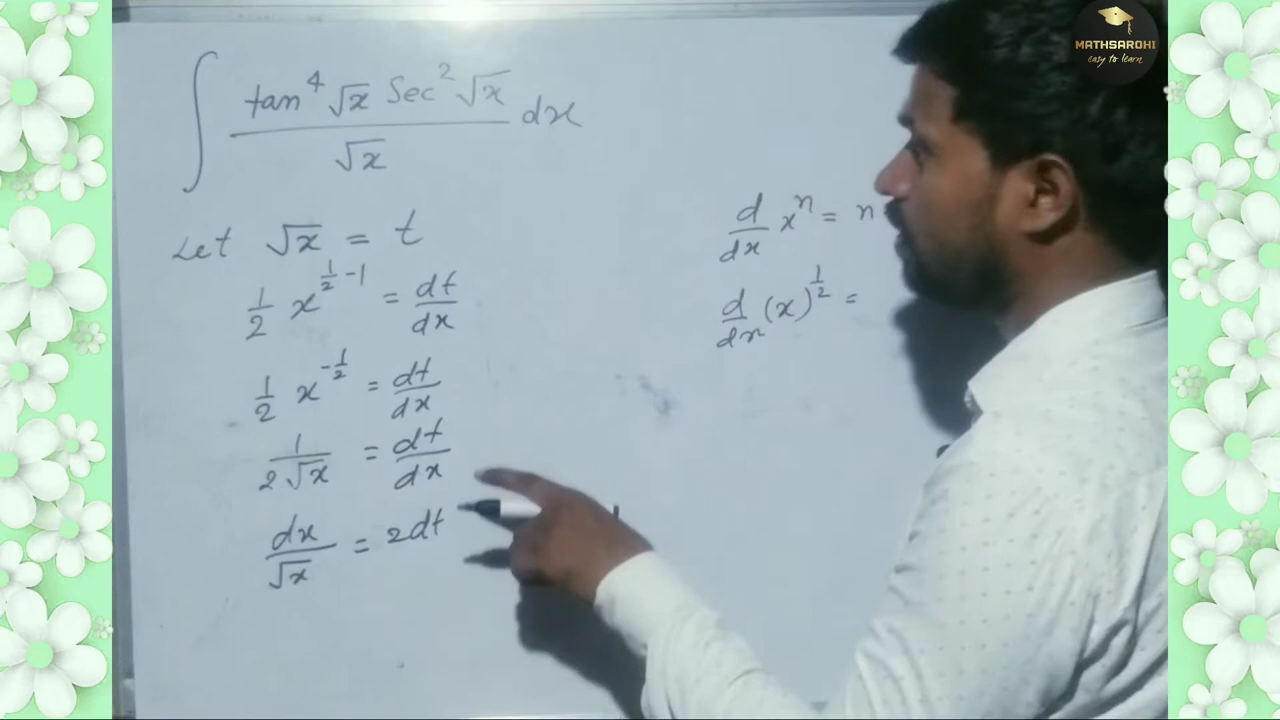 ∫ tan⁴√x Sec²√x / √x dx
Let √x = t
1/2 x^(1/2 -1) = dt/dx
1/2 x^(-1/2) = dt/dx
1/(2√x) = dt/dx
dx/√x = 2dt
d/dx xⁿ = n
d/dx (x)^(1/2) =
MATHSAROHI
easy to learn